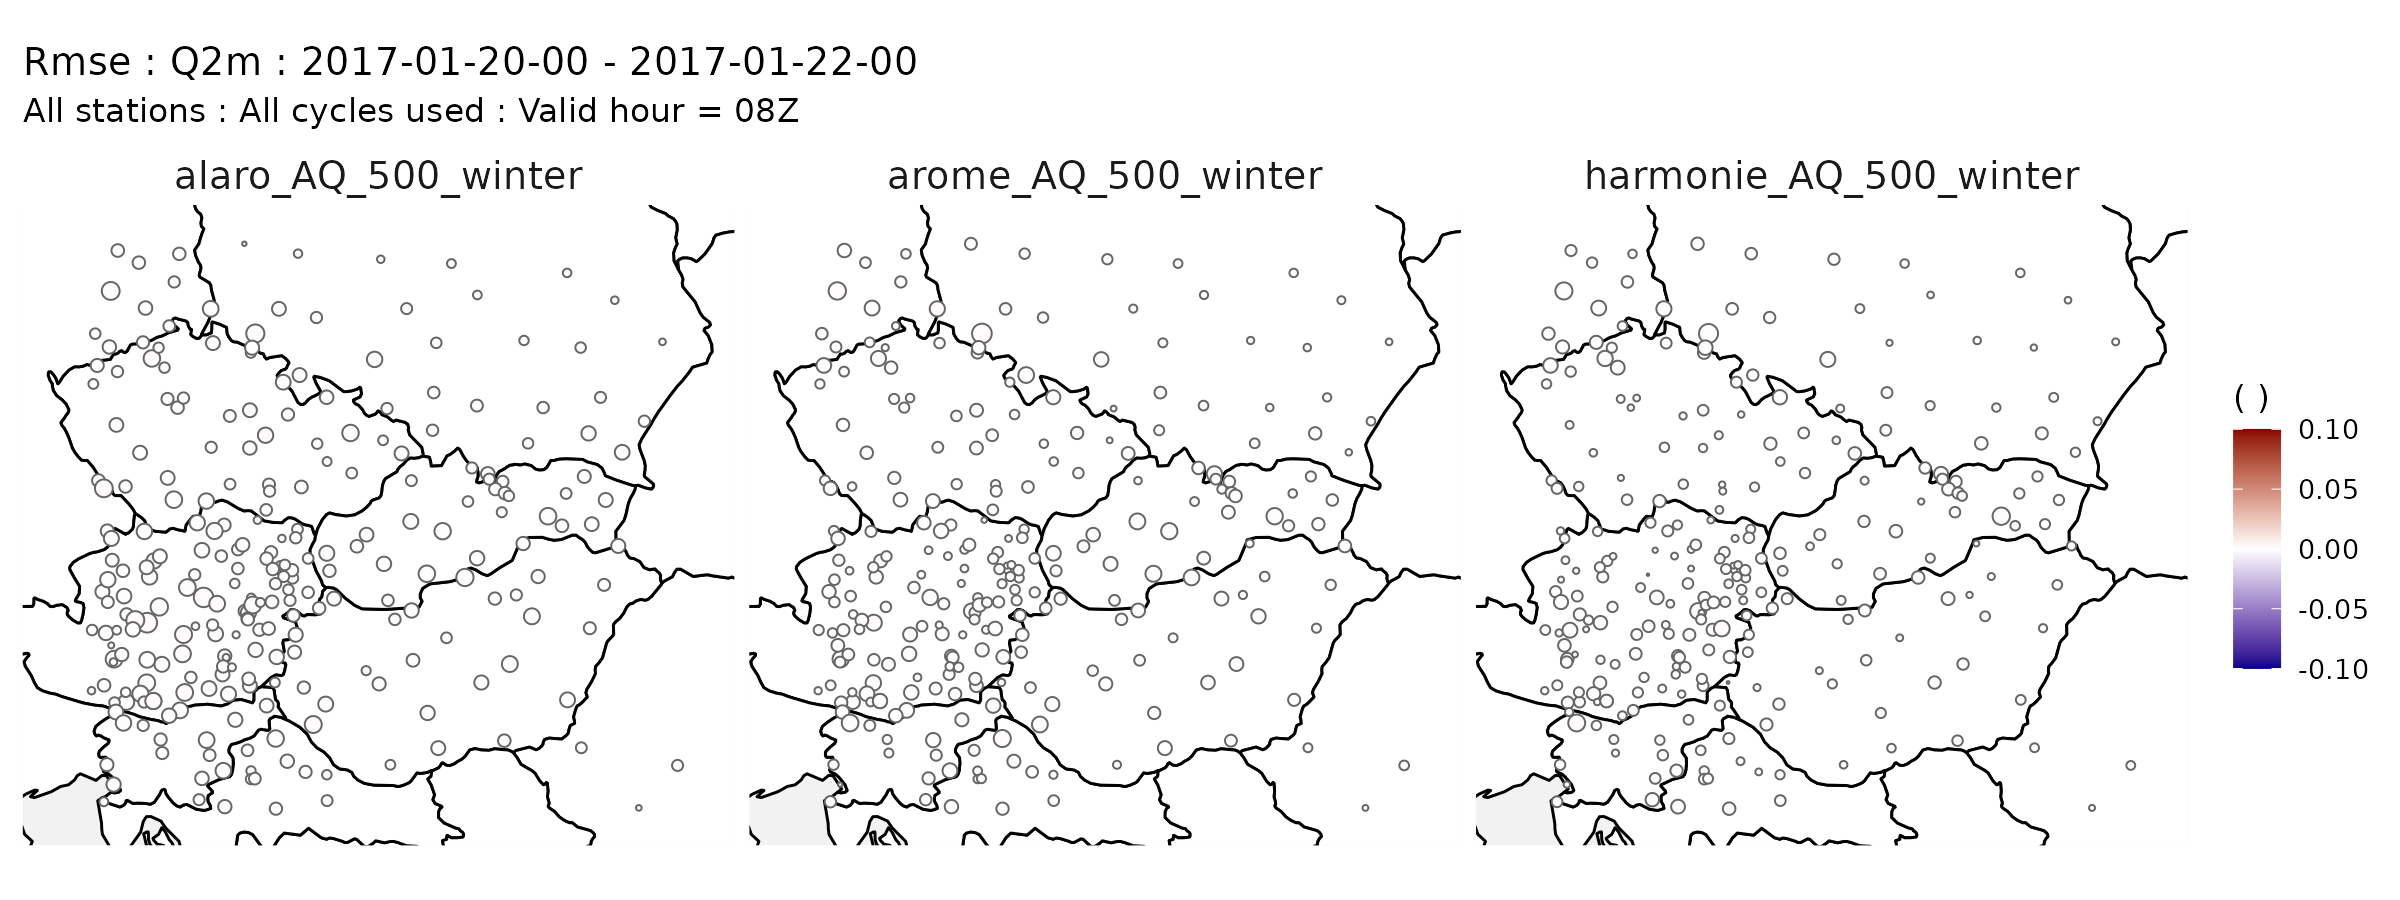 Rmse : Q2m : 2017-01-20-00 - 2017-01-22-00
All stations : All cycles used : Valid hour = 08Z
alaro_AQ_500_winter
arome_AQ_500_winter
harmonie_AQ_500_winter
( )
0.10
0.05
0.00
-0.05
-0.10